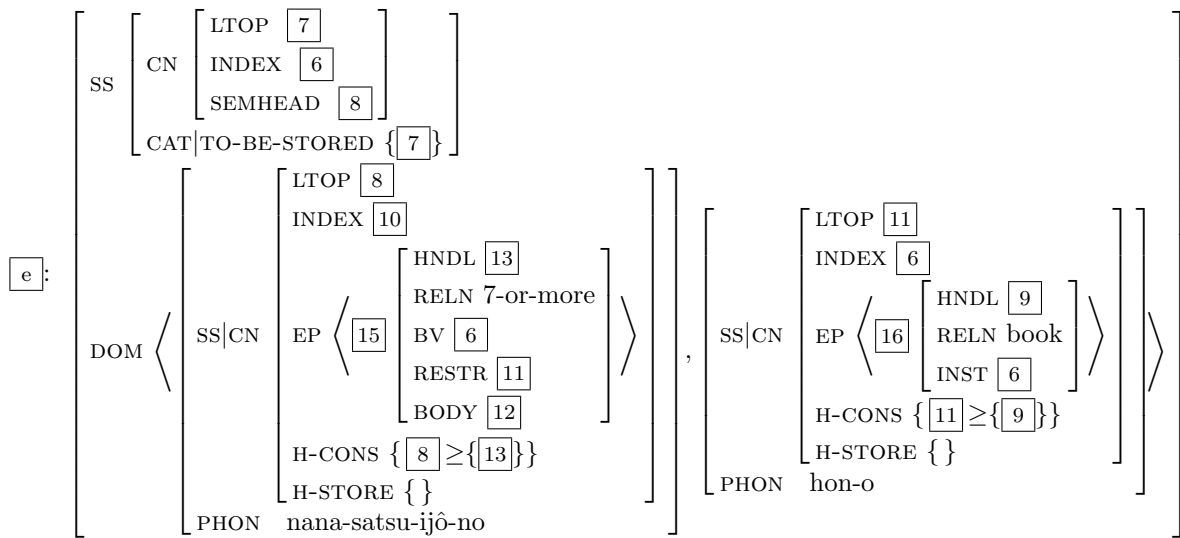 LTOP 7
CN INDEX 6
SS SEMHEAD 8
CAT|TO-BE-STORED {7}
e:
DOM
LTOP 8
INDEX 10
HNDL 13
RELN 7-or-more
SS|CN EP 15 BV 6
RESTR 11
BODY 12
H-CONS {8≥{13}}
H-STORE {}
PHON nana-satsu-ijô-no
,
LTOP 11
INDEX 6
HNDL 9
SS|CN EP 16 RELN book
INST 6
H-CONS {11≥{9}}
H-STORE {}
PHON hon-o